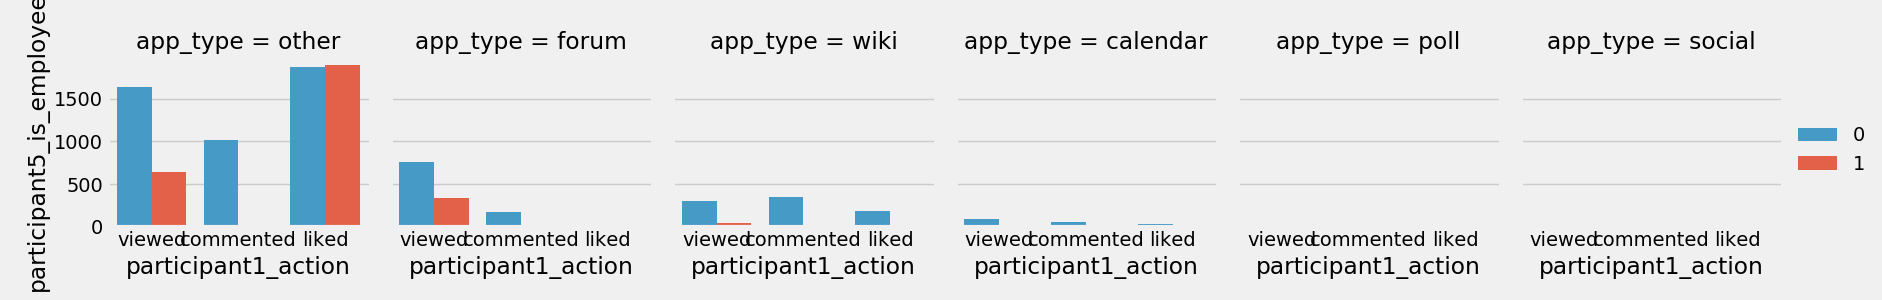 app_type = other
app_type = forum
app_type = wiki
app_type = calendar
app_type = poll
app_type = social
participant5_is_employee
1500
1000
500
0
0
1
viewed commented liked
viewed commented liked
viewed commented liked
viewed commented liked
viewed commented liked
viewed commented liked
participant1_action
participant1_action
participant1_action
participant1_action
participant1_action
participant1_action